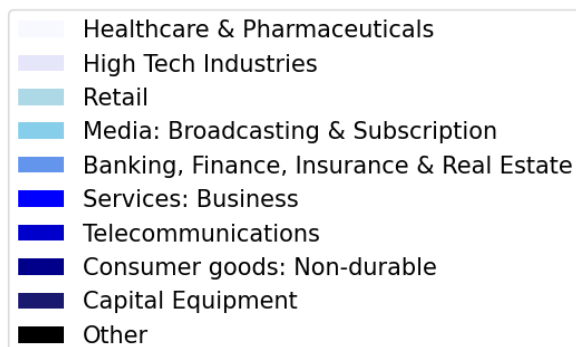 Healthcare & Pharmaceuticals
High Tech Industries
Retail
Media: Broadcasting & Subscription
Banking, Finance, Insurance & Real Estate
Services: Business
Telecommunications
Consumer goods: Non-durable
Capital Equipment
Other